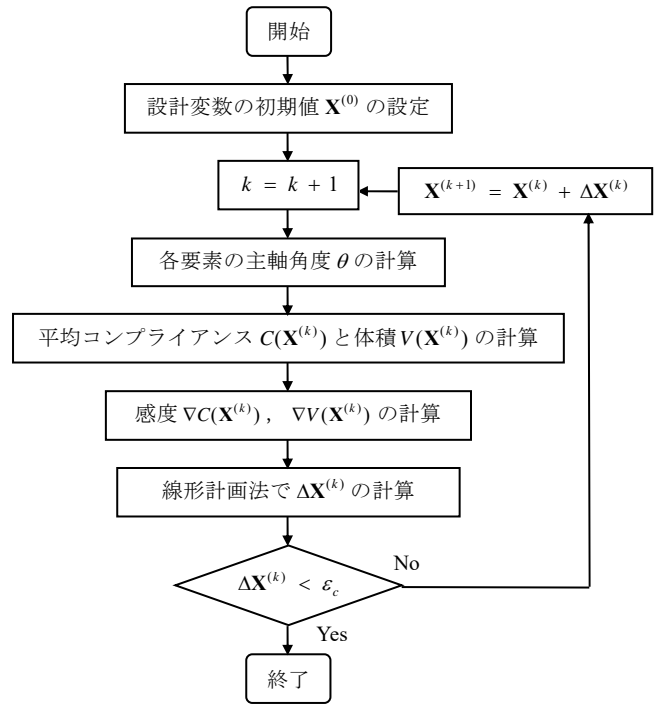 開始
設計変数の初期値 X^(0) の設定
k = k + 1
X^(k+1) = X^(k) + ΔX^(k)
各要素の主軸角度 θ の計算
平均コンプライアンス C(X^(k)) と体積 V(X^(k)) の計算
感度 ∇C(X^(k)) , ∇V(X^(k)) の計算
線形計画法で ΔX^(k) の計算
ΔX^(k) < ε_c
No
Yes
終了